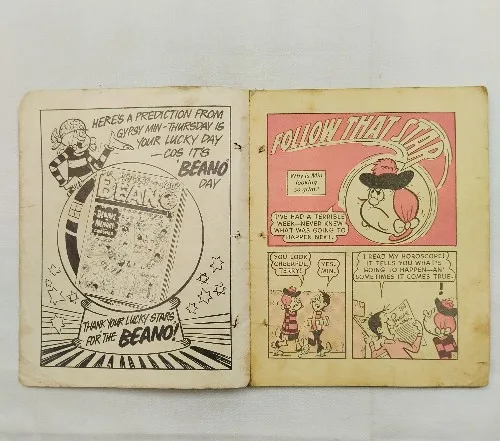 HERE'S A PREDICTION FROM
GYPSY MIN - THURSDAY IS
YOUR LUCKY DAY
- COS IT'S
BEANO
DAY
BEANO
THANK YOUR LUCKY STARS
FOR THE BEANO!
FOLLOW THAT STAR
Why is Min
looking
so grim?
I'VE HAD A TERRIBLE
WEEK - NEVER KNEW
WHAT WAS GOING TO
HAPPEN NEXT.
YOU LOOK
CHEERFUL,
TERRY!
YES,
MIN.
I READ MY HOROSCOPE!
IT TELLS YOU WHAT'S
GOING TO HAPPEN - AN'
SOMETIMES IT COMES TRUE.